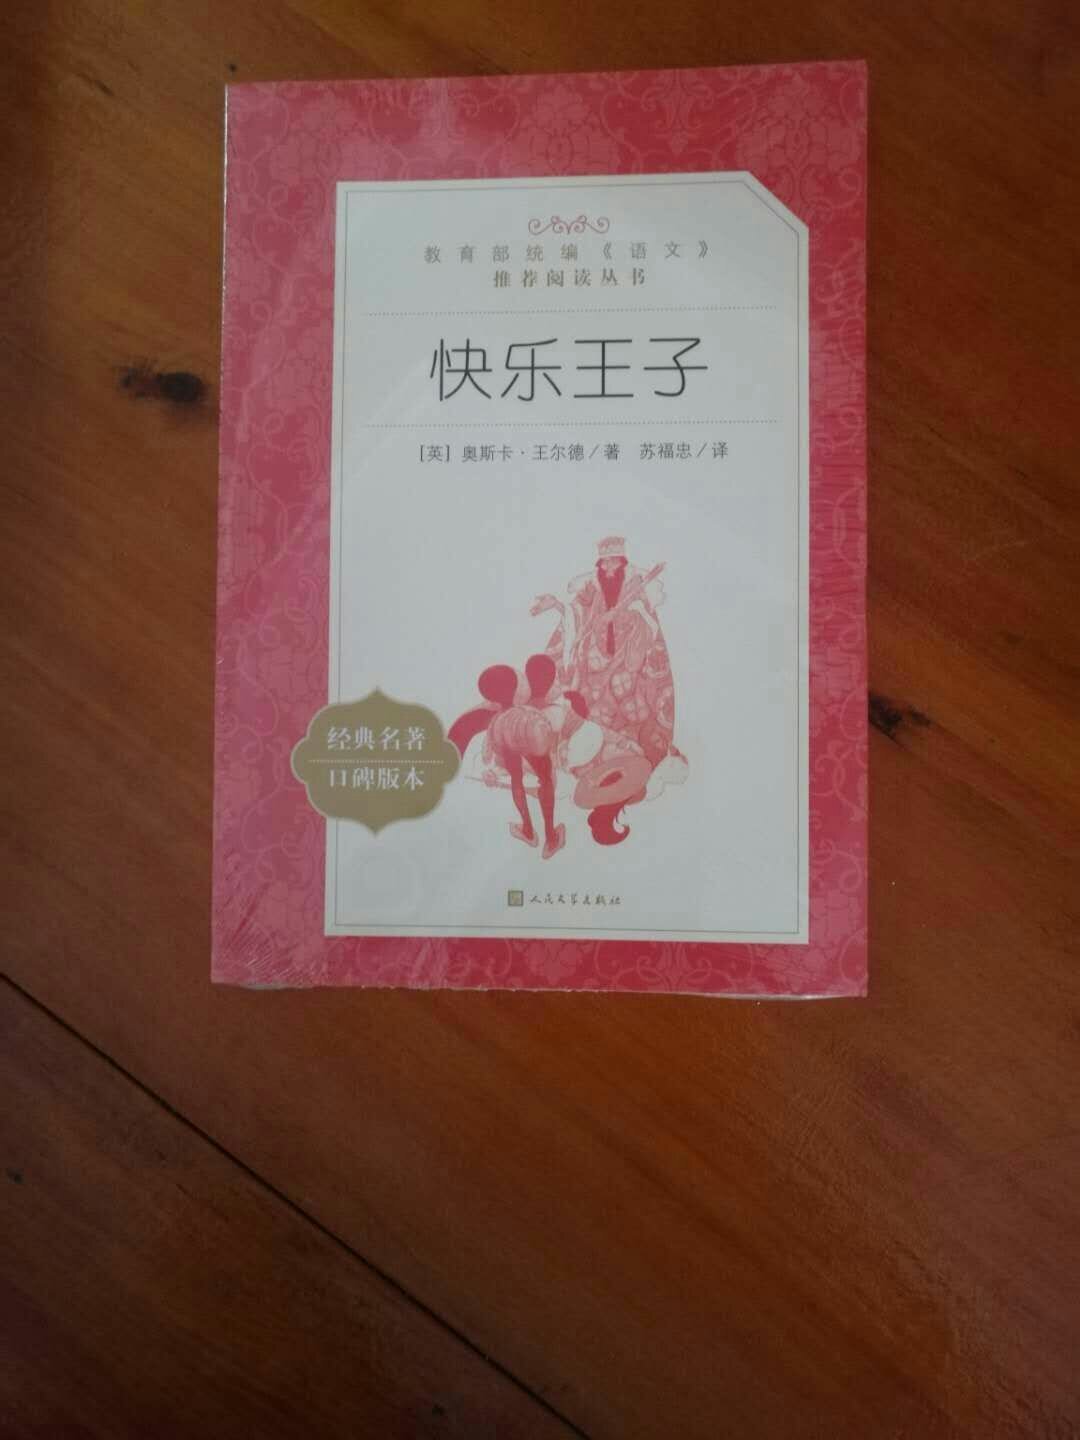 教育部统编《语文》
推荐阅读丛书
快乐王子
[英] 奥斯卡·王尔德／著 苏福忠／译
经典名著
口碑版本
人民文学出版社